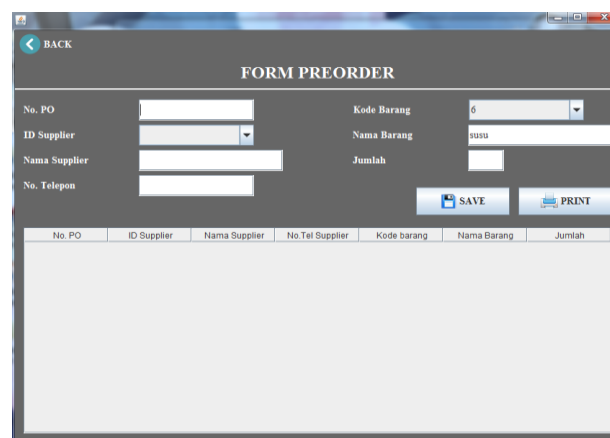 BACK
FORM PREORDER
No. PO
Kode Barang 6
ID Supplier
Nama Barang susu
Nama Supplier
Jumlah
No. Telepon
SAVE PRINT
No. PO ID Supplier Nama Supplier No.Tel Supplier Kode barang Nama Barang Jumlah